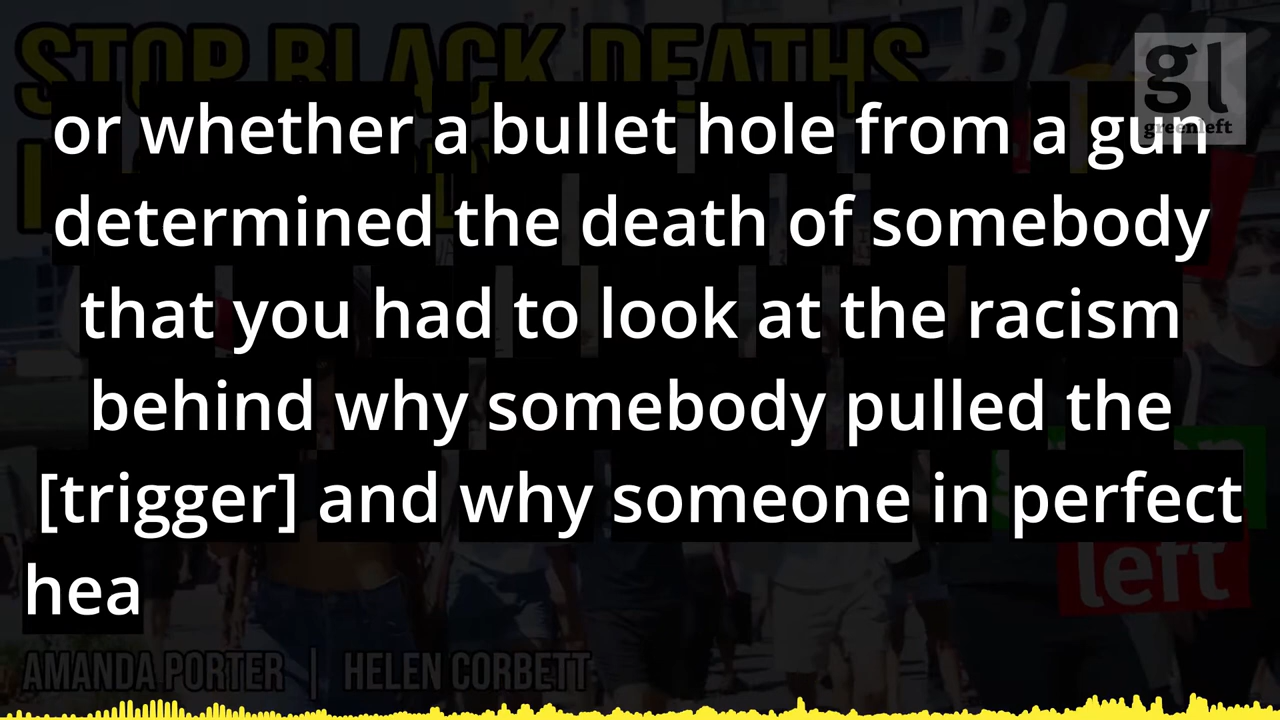 STOP BLACK DEATHS
gl
greenleft
or whether a bullet hole from a gun
determined the death of somebody
that you had to look at the racism
behind why somebody pulled the
[trigger] and why someone in perfect
hea
left
AMANDA PORTER | HELEN CORBETT